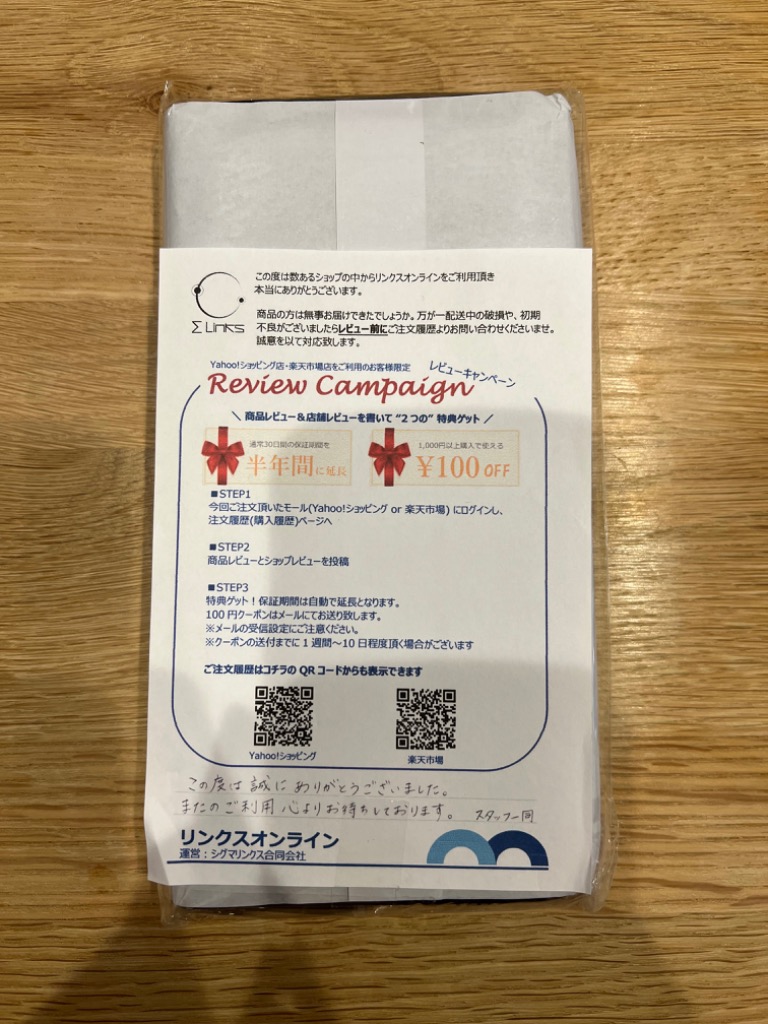 この度は数あるショップの中からリンクスオンラインをご利用頂き
本当にありがとうございます。
Σ Links
商品の方は無事お届けできたでしょうか。万が一配送中の破損や、初期
不良がございましたらレビュー前にご注文履歴よりお問い合わせくださいませ。
誠意を以て対応致します。
Yahoo!ショッピング店・楽天市場店をご利用のお客様限定
レビューキャンペーン
Review Campaign
\ 商品レビュー＆店舗レビューを書いて “2つの” 特典ゲット /
通常30日間の保証期間を
半年間に延長
1,000円以上購入で使える
¥100 OFF
■STEP1
今回ご注文頂いたモール(Yahoo!ショッピング or 楽天市場) にログインし、
注文履歴(購入履歴)ページへ
■STEP2
商品レビューとショップレビューを投稿
■STEP3
特典ゲット！保証期間は自動で延長となります。
100円クーポンはメールにてお送り致します。
※メールの受信設定にご注意ください。
※クーポンの送付までに1週間～10日程度頂く場合がございます
ご注文履歴はコチラの QR コードからも表示できます
Yahoo!ショッピング
楽天市場
この度は誠にありがとうございました。
またのご利用心よりお待ちしております。 スタッフ一同
リンクスオンライン
運営：シグマリンクス合同会社